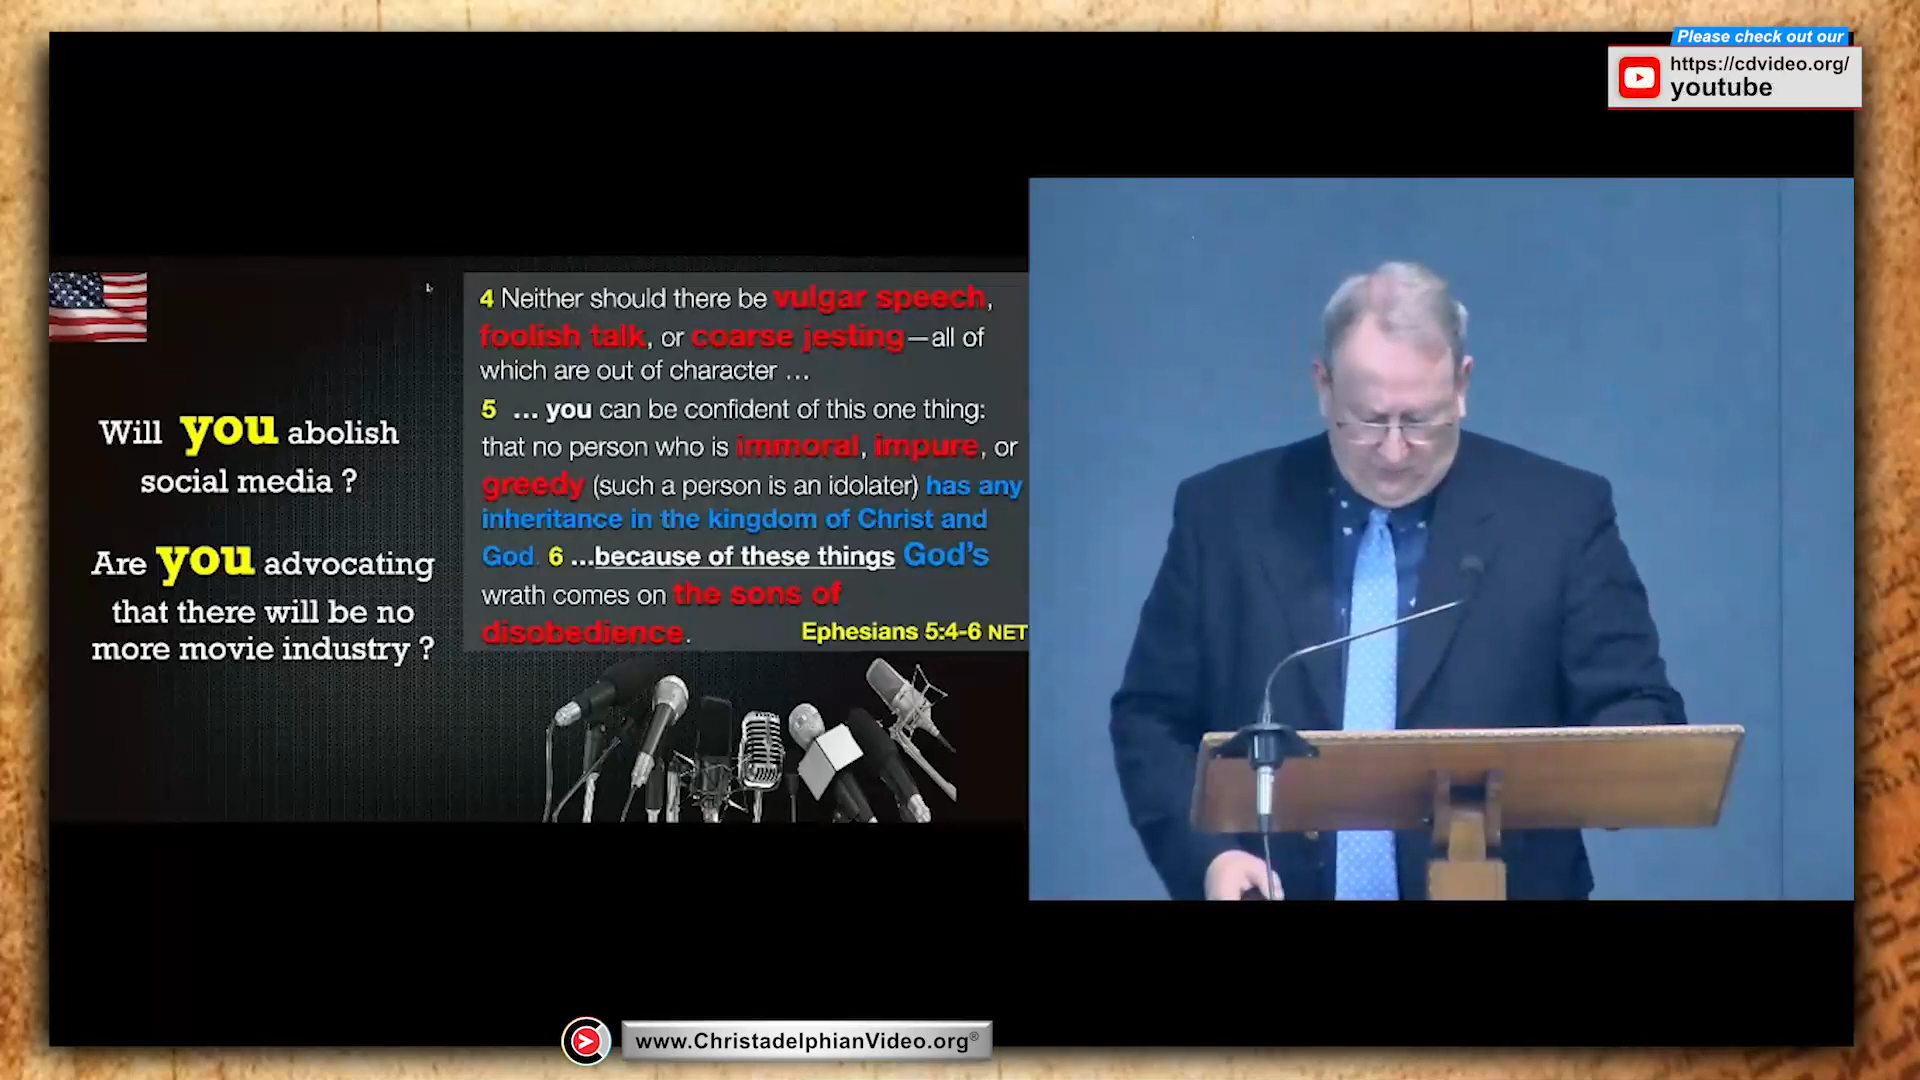 Please check out our
https://cdvideo.org/
youtube
Will you abolish
social media ?
Are you advocating
that there will be no
more movie industry ?
4 Neither should there be vulgar speech,
foolish talk, or coarse jesting—all of
which are out of character ...
5 ... you can be confident of this one thing:
that no person who is immoral, impure, or
greedy (such a person is an idolater) has any
inheritance in the kingdom of Christ and
God. 6 ...because of these things God's
wrath comes on the sons of
disobedience.
Ephesians 5:4-6 NET
www.ChristadelphianVideo.org®